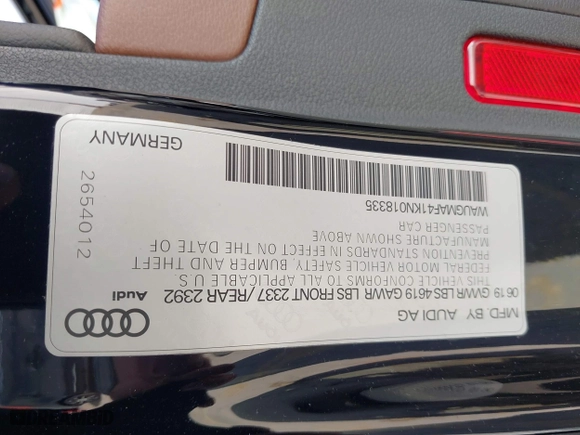 MFD BY AUDI AG
06 19 GWWR LBS 4619 GAWR LBS FRONT 2337 / REAR 2392
THIS VEHICLE CONFORMS TO ALL APPLICABLE U.S.
FEDERAL MOTOR VEHICLE SAFETY, BUMPER AND THEFT
PREVENTION STANDARDS IN EFFECT ON THE DATE OF
MANUFACTURE SHOWN ABOVE
PASSENGER CAR
WAUGMAF41KN018335
Audi
2654012
GERMANY